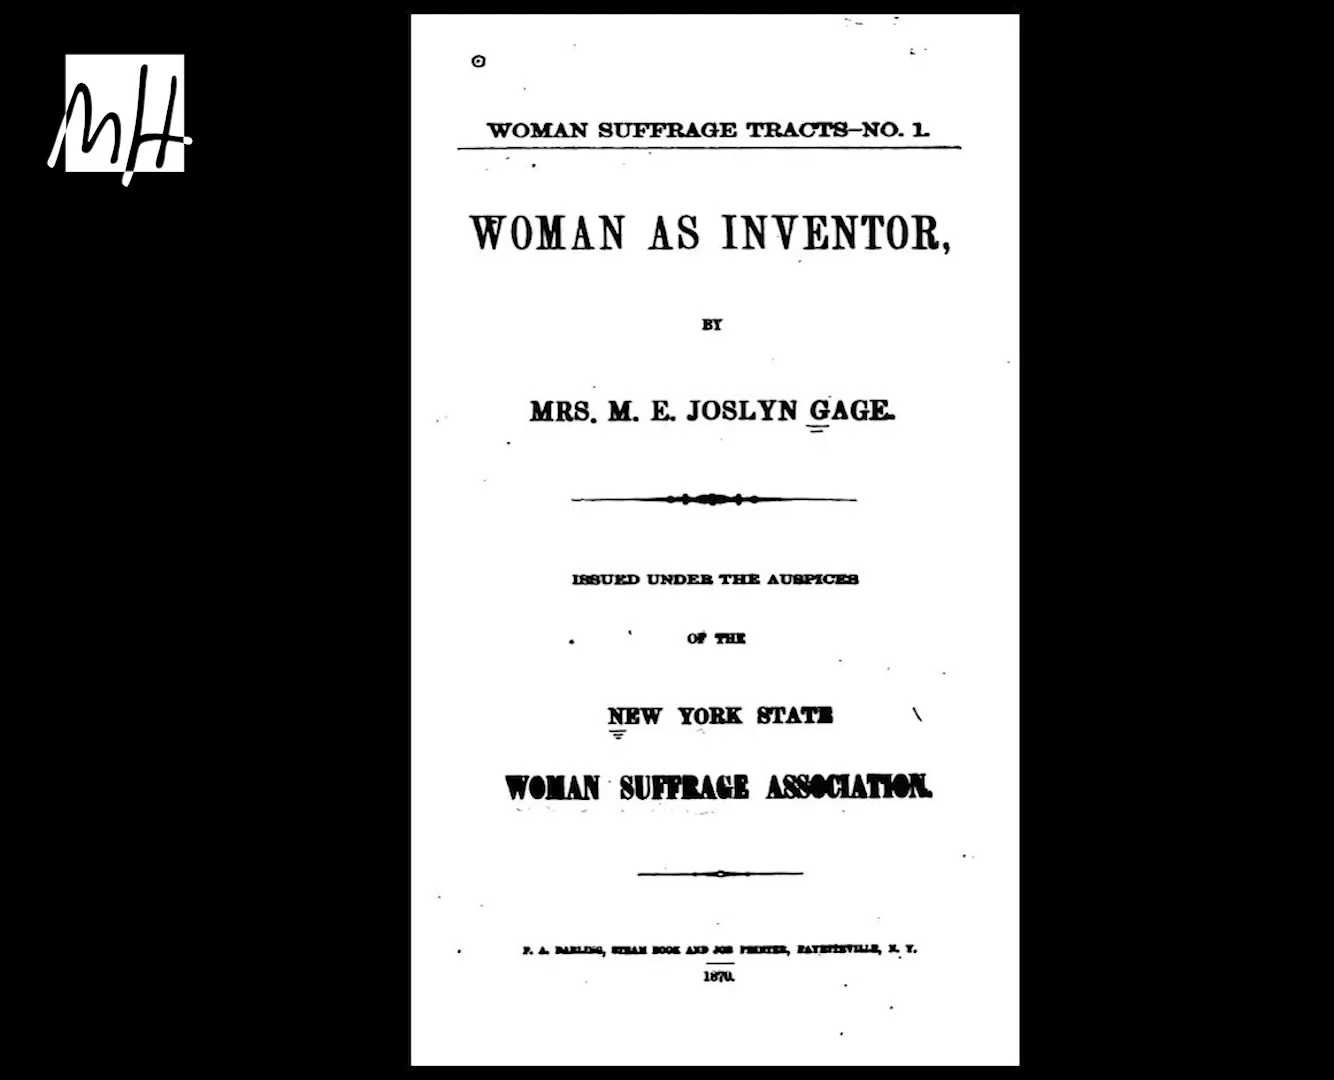 MH
WOMAN SUFFRAGE TRACTS—NO. 1.
WOMAN AS INVENTOR,
BY
MRS. M. E. JOSLYN GAGE.
ISSUED UNDER THE AUSPICES
OF THE
NEW YORK STATE
WOMAN SUFFRAGE ASSOCIATION.
F. A. DARLING, STEAM BOOK AND JOB PRINTER, FAYETTEVILLE, N. Y.
1870.